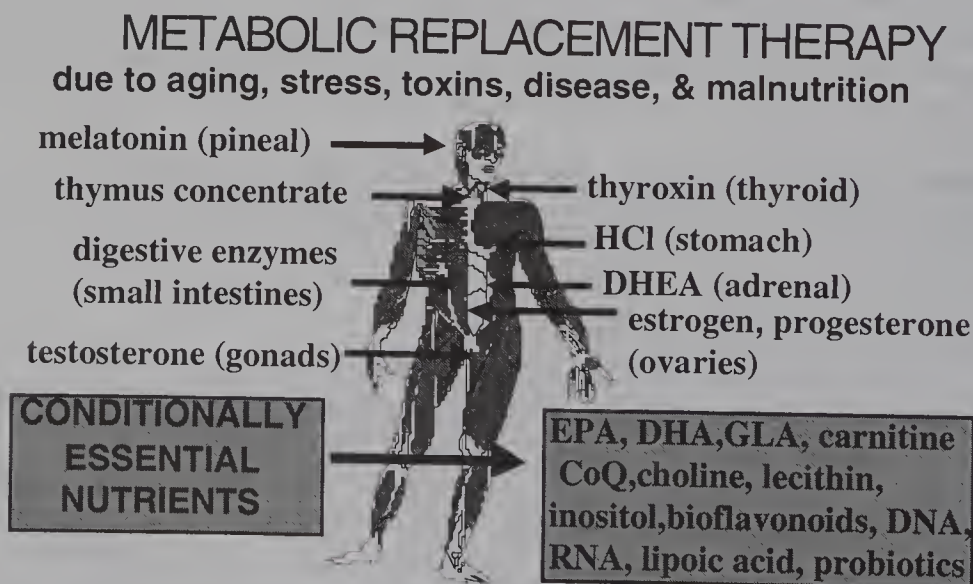 METABOLIC REPLACEMENT THERAPY
due to aging, stress, toxins, disease, & malnutrition
melatonin (pineal)
thymus concentrate
digestive enzymes
(small intestines)
testosterone (gonads)
thyroxin (thyroid)
HCl (stomach)
DHEA (adrenal)
estrogen, progesterone
(ovaries)
CONDITIONALLY
ESSENTIAL
NUTRIENTS
EPA, DHA,GLA, carnitine
CoQ,choline, lecithin,
inositol,bioflavonoids, DNA,
RNA, lipoic acid, probiotics